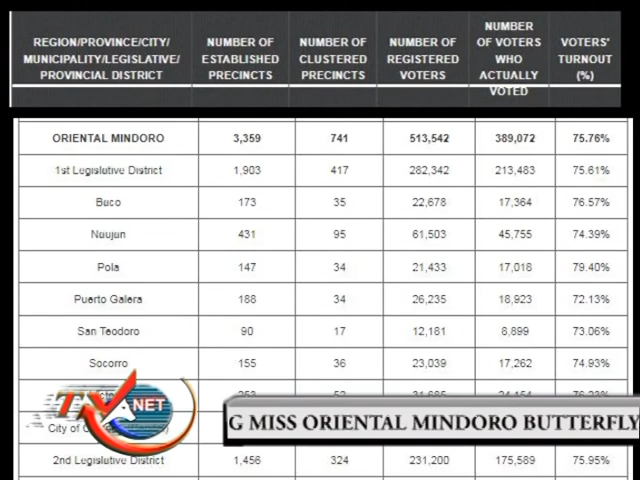 REGION/PROVINCE/CITY/ MUNICIPALITY/LEGISLATIVE/ PROVINCIAL DISTRICT NUMBER OF ESTABLISHED PRECINCTS NUMBER OF CLUSTERED PRECINCTS NUMBER OF REGISTERED VOTERS NUMBER OF VOTERS WHO ACTUALLY VOTED VOTERS' TURNOUT (%)
ORIENTAL MINDORO 3,359 741 513,542 389,072 75.76%
1st Legislative District 1,903 417 282,342 213,483 75.61%
Baco 173 35 22,678 17,364 76.57%
Naujan 431 95 61,503 45,755 74.39%
Pola 147 34 21,433 17,018 79.40%
Puerto Galera 188 34 26,235 18,923 72.13%
San Teodoro 90 17 12,181 8,899 73.06%
Socorro 155 36 23,039 17,262 74.93%
City of
TV NET
G MISS ORIENTAL MINDORO BUTTERFLY
2nd Legislative District 1,456 324 231,200 175,589 75.95%